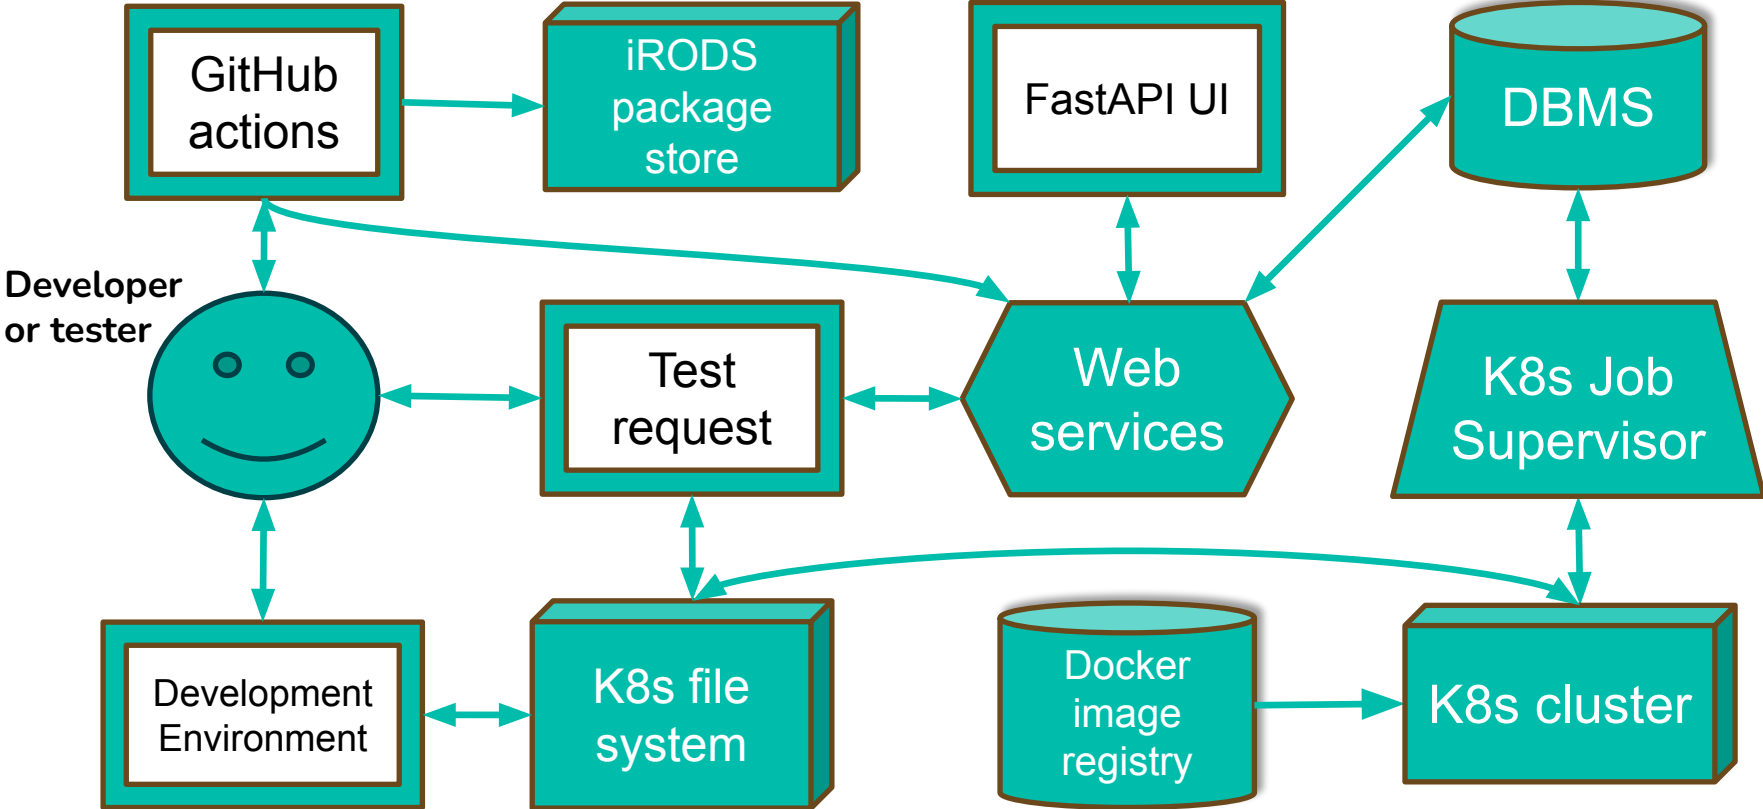 GitHub
actions
iRODS
package
store
FastAPI UI
DBMS
Developer
or tester
Test
request
Web
services
K8s Job
Supervisor
Development
Environment
K8s file
system
Docker
image
registry
K8s cluster